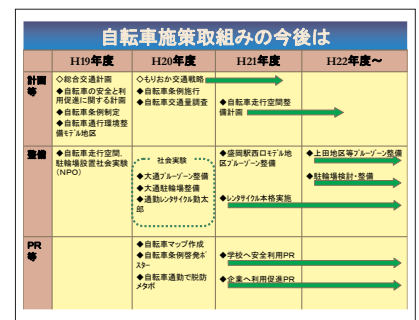 自転車施策取組みの今後は
H19年度 H20年度 H21年度 H22年度～
計画等
◇総合交通計画
◆自転車の安全と利用促進に関する計画
◆自転車条例制定
◆自転車通行環境整備モデル地区
◇もりおか交通戦略
◆自転車条例施行
◆自転車交通量調査
◆自転車走行空間整備計画
整備
◆自転車走行空間、駐輪場設置社会実験(NPO)
社会実験
◆大通ブルーゾーン整備
◆大通駐輪場整備
◆通勤レンタサイクル勤太郎
◆盛岡駅西口モデル地区ブルーゾーン整備
◆レンタサイクル本格実施
◆上田地区等ブルーゾーン整備
◆駐輪場検討・整備
PR等
◆自転車マップ作成
◆自転車条例啓発ポスター
◆自転車通勤で脱防メタボ
◆学校へ安全利用PR
◆企業へ利用促進PR